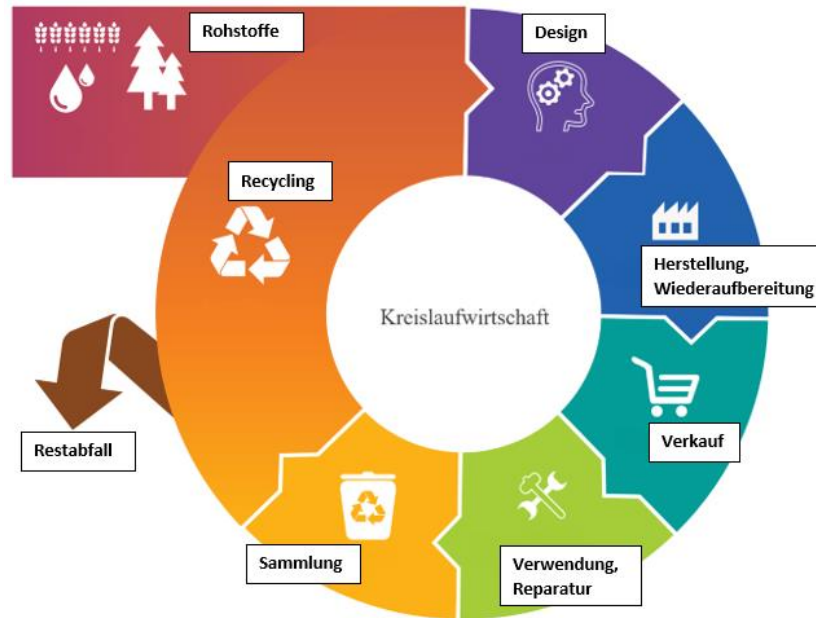 Rohstoffe
Design
Recycling
Herstellung,
Wiederaufbereitung
Kreislaufwirtschaft
Verkauf
Restabfall
Sammlung
Verwendung,
Reparatur